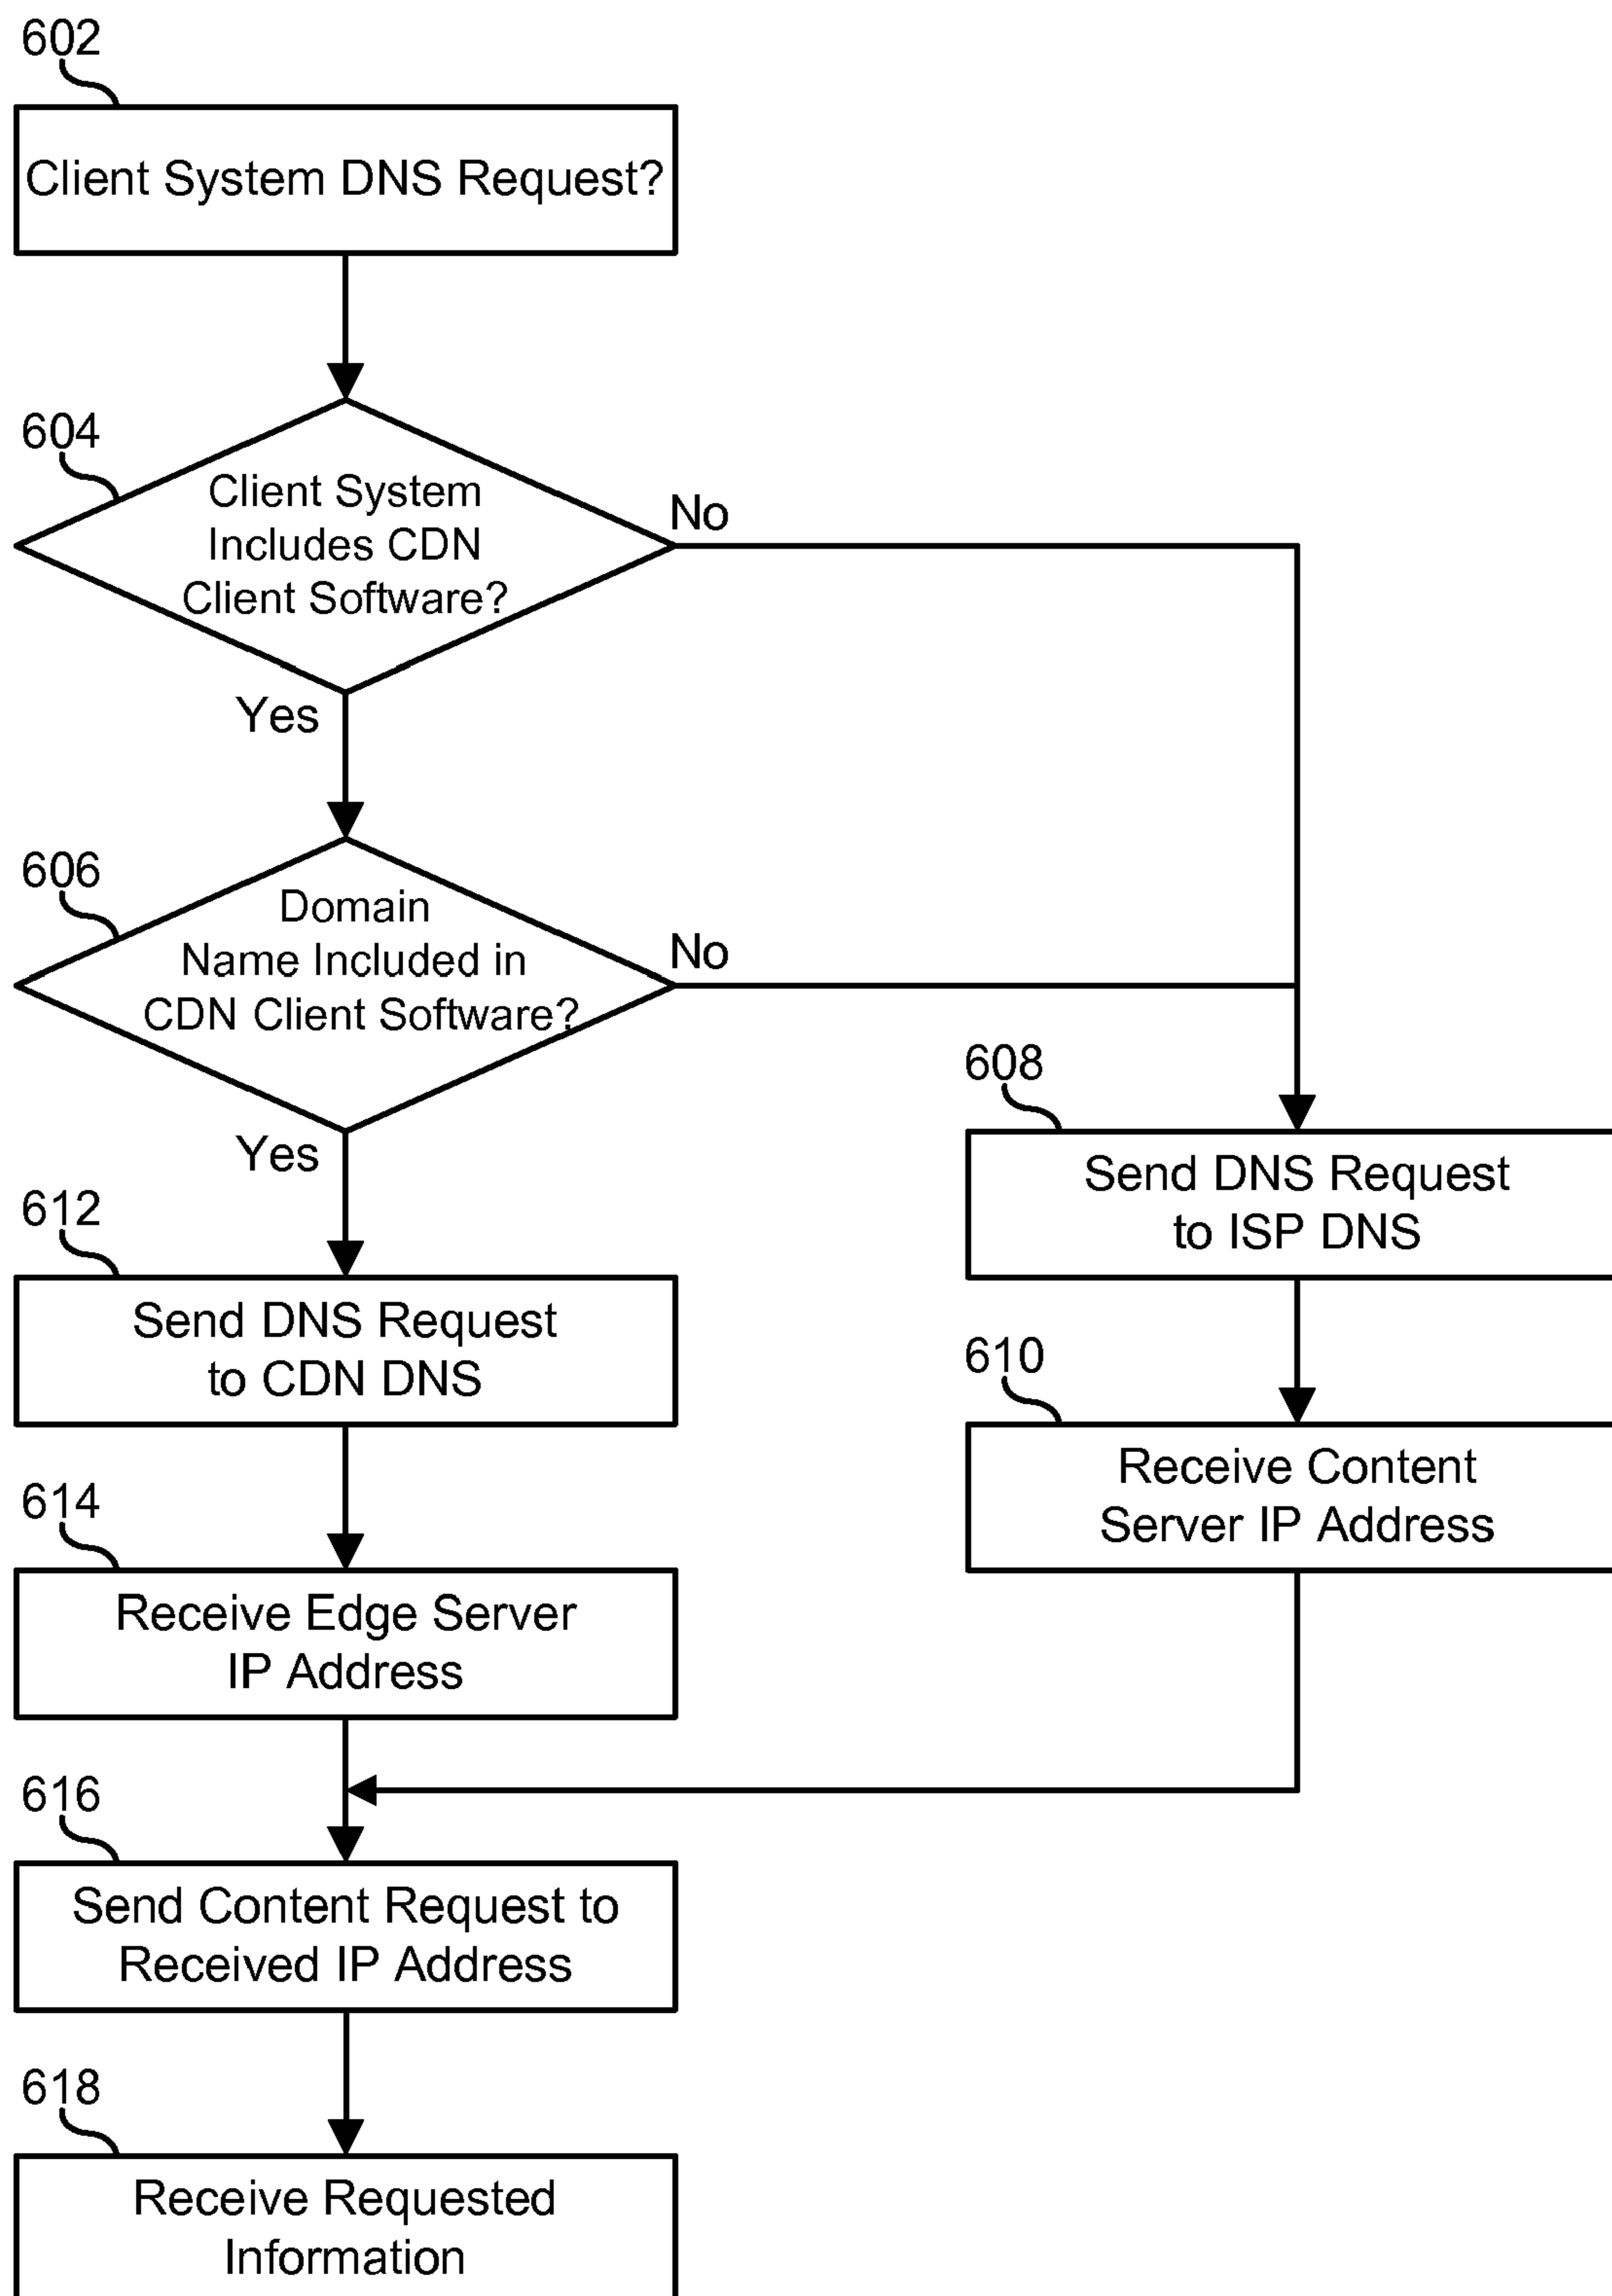 602
Client System DNS Request?
604
Client System
Includes CDN
Client Software?
No
Yes
606
Domain
Name Included in
CDN Client Software?
No
Yes
608
Send DNS Request
to ISP DNS
612
Send DNS Request
to CDN DNS
610
Receive Content
Server IP Address
614
Receive Edge Server
IP Address
616
Send Content Request to
Received IP Address
618
Receive Requested
Information